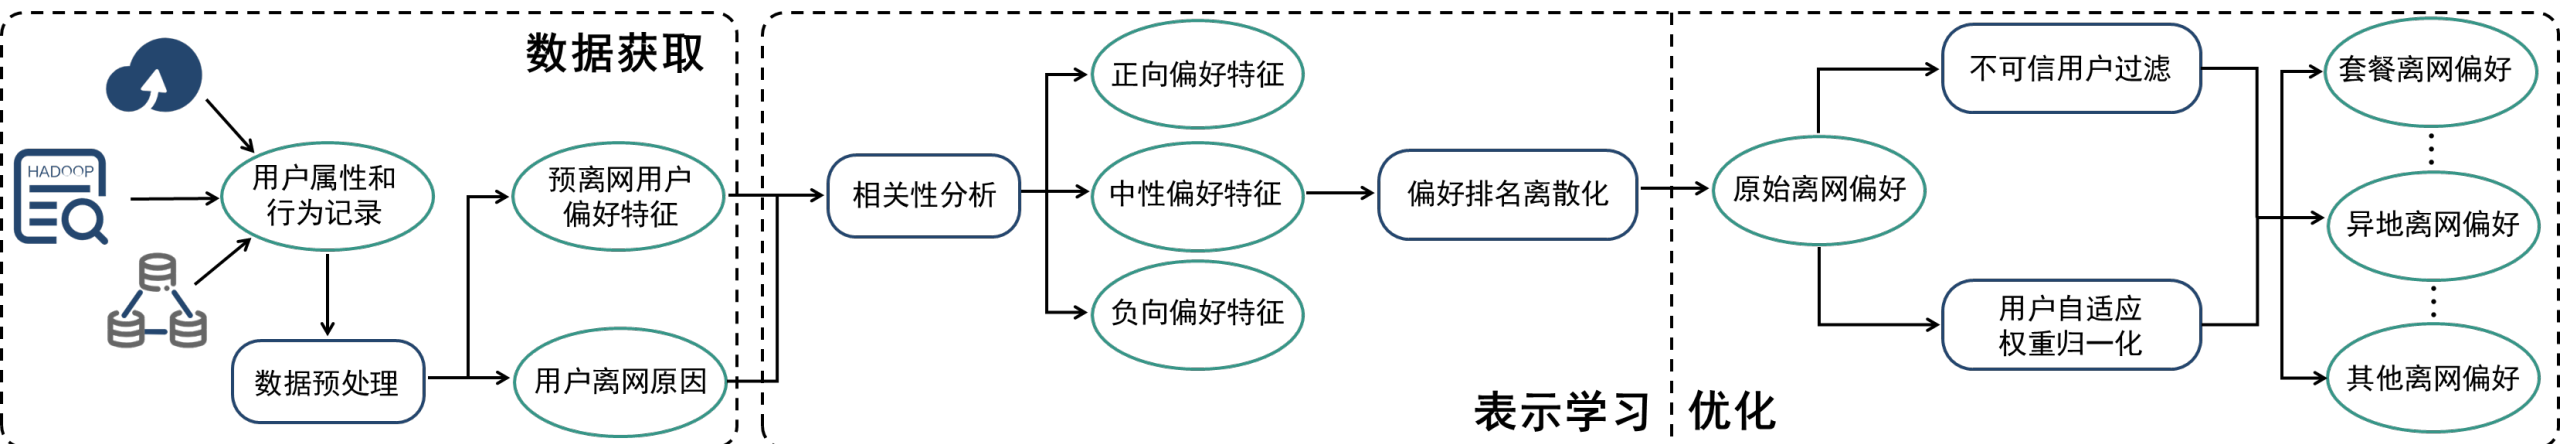 数据获取
HADOOP
用户属性和
行为记录
数据预处理
预离网用户
偏好特征
用户离网原因
相关性分析
正向偏好特征
中性偏好特征
负向偏好特征
偏好排名离散化
表示学习
优化
原始离网偏好
不可信用户过滤
用户自适应
权重归一化
套餐离网偏好
异地离网偏好
其他离网偏好